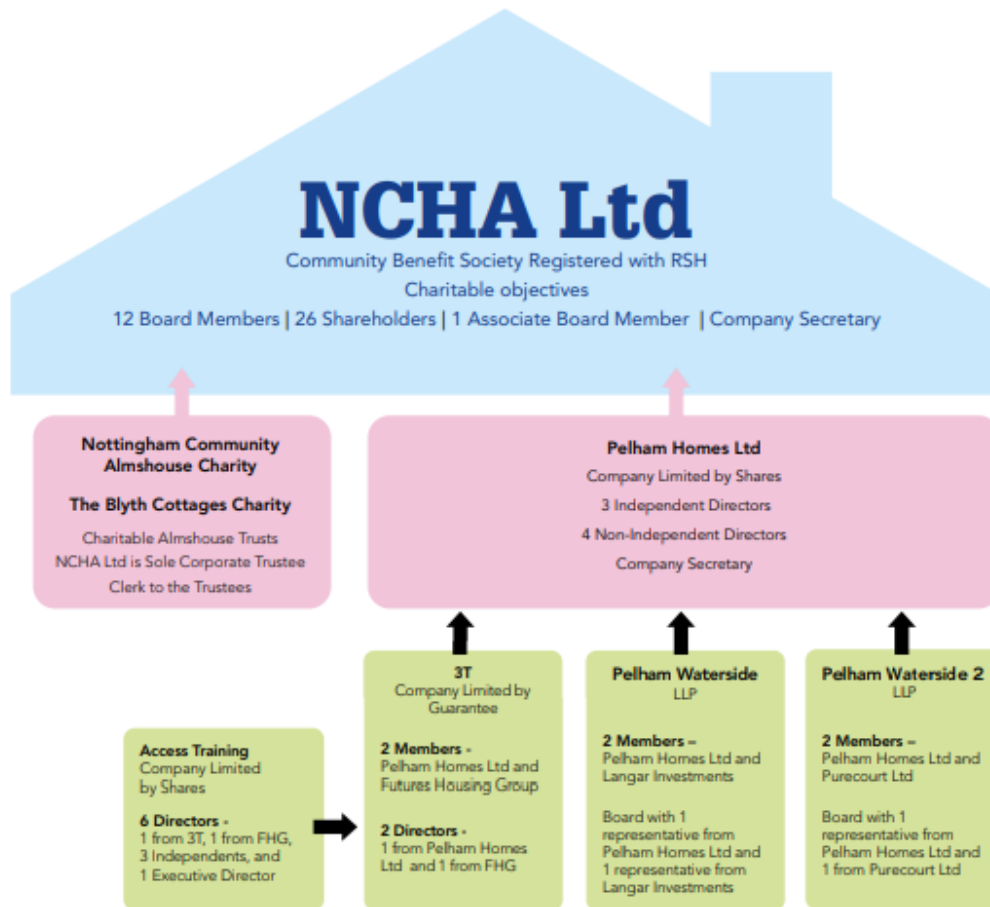 NCHA Ltd
Community Benefit Society Registered with RSH
Charitable objectives
12 Board Members | 26 Shareholders | 1 Associate Board Member | Company Secretary
Nottingham Community
Almshouse Charity
The Blyth Cottages Charity
Charitable Almshouse Trusts
NCHA Ltd is Sole Corporate Trustee
Clerk to the Trustees
Pelham Homes Ltd
Company Limited by Shares
3 Independent Directors
4 Non-Independent Directors
Company Secretary
Access Training
Company Limited
by Shares
6 Directors -
1 from 3T, 1 from FHG,
3 Independents, and
1 Executive Director
3T
Company Limited by
Guarantee
2 Members -
Pelham Homes Ltd and
Futures Housing Group
2 Directors -
1 from Pelham Homes
Ltd and 1 from FHG
Pelham Waterside
LLP
2 Members –
Pelham Homes Ltd and
Langar Investments
Board with 1
representative from
Pelham Homes Ltd and
1 representative from
Langar Investments
Pelham Waterside 2
LLP
2 Members –
Pelham Homes Ltd and
Purecourt Ltd
Board with 1
representative from
Pelham Homes Ltd and
1 from Purecourt Ltd